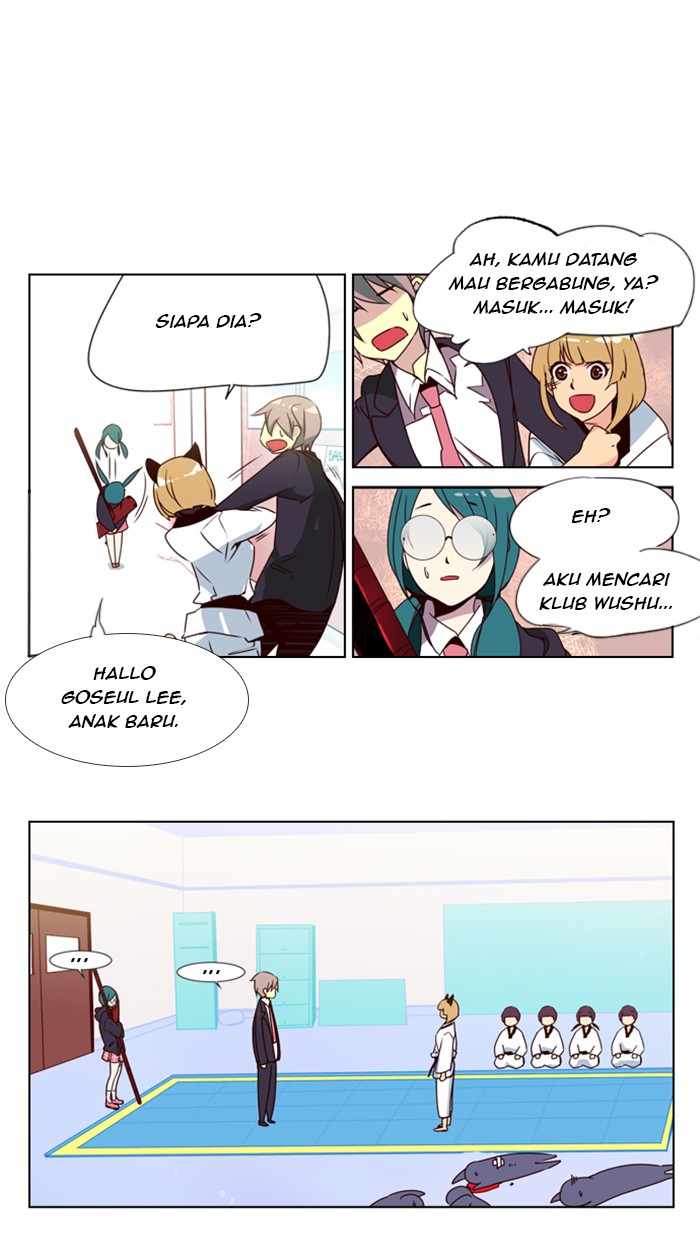 SIAPA DIA?
AH, KAMU DATANG
MAU BERGABUNG, YA?
MASUK... MASUK!
EH?
AKU MENCARI
KLUB WUSHU...
HALLO
GOSEUL LEE,
ANAK BARU.
...
...